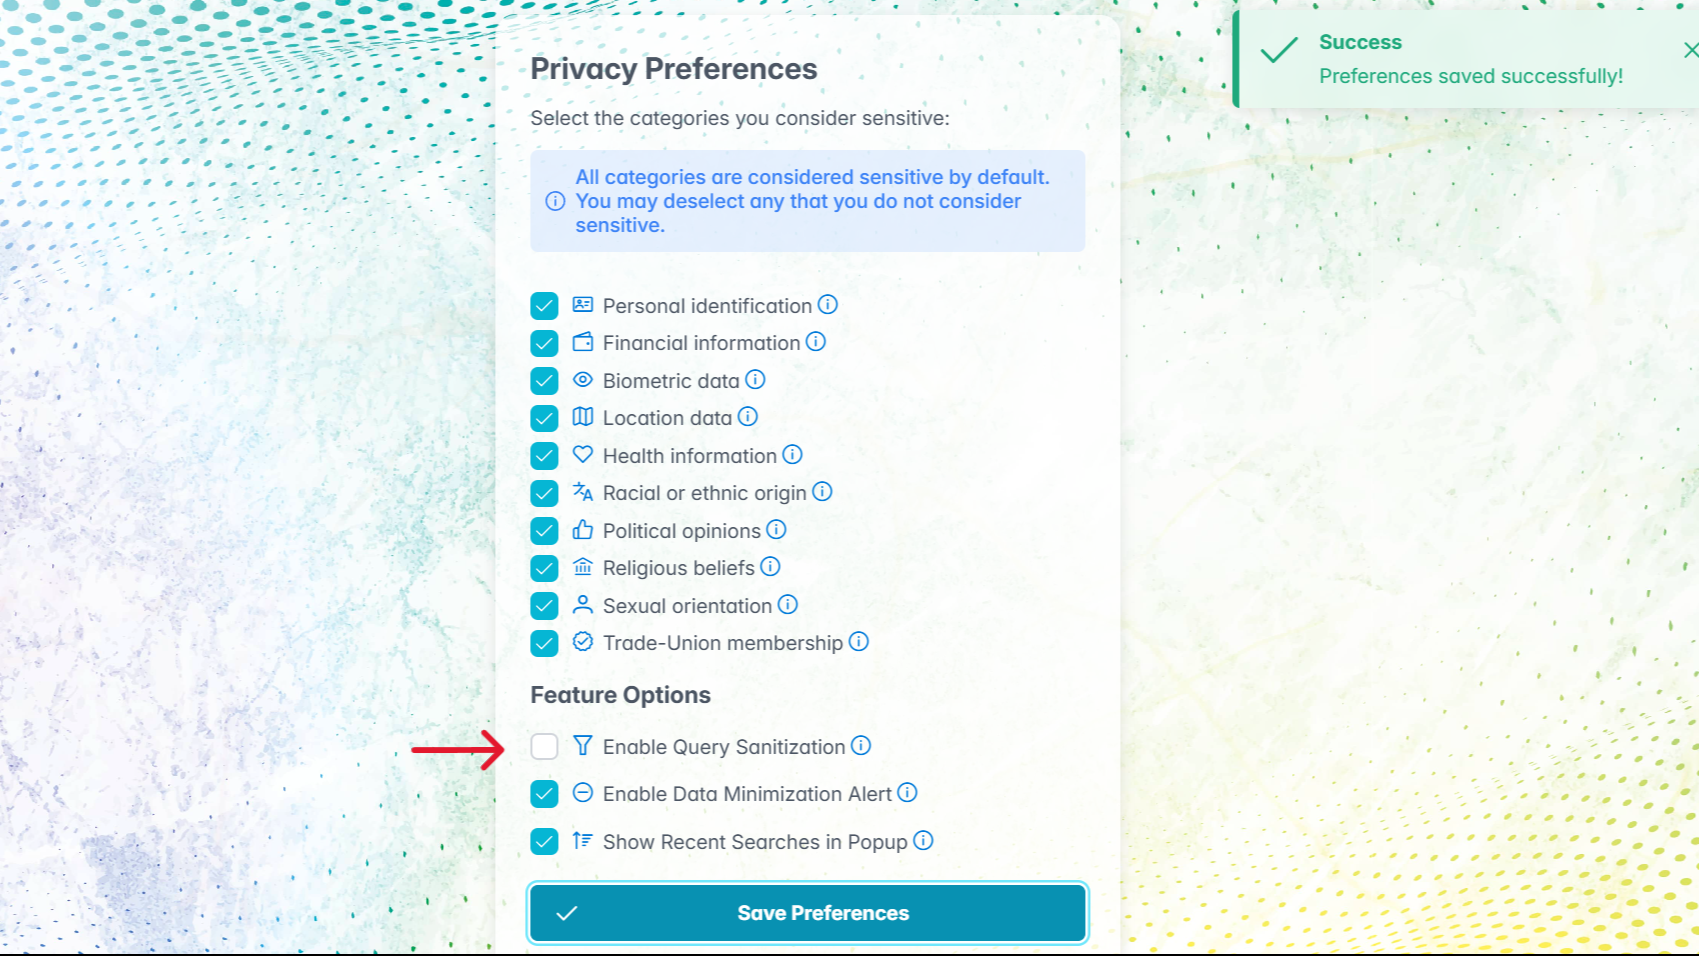 Privacy Preferences
Select the categories you consider sensitive:
All categories are considered sensitive by default.
You may deselect any that you do not consider
sensitive.
Personal identification
Financial information
Biometric data
Location data
Health information
Racial or ethnic origin
Political opinions
Religious beliefs
Sexual orientation
Trade-Union membership
Feature Options
Enable Query Sanitization
Enable Data Minimization Alert
Show Recent Searches in Popup
Save Preferences
Success
Preferences saved successfully!